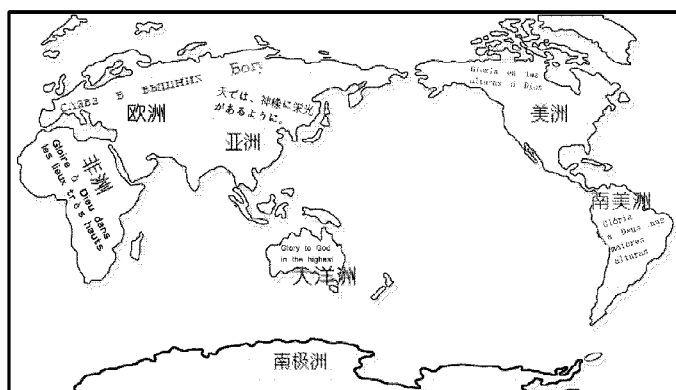 Слава в вышних Богу
欧洲
天では、神様に栄光
があるように。
亚洲
Gloria en las
alturas a Dios
美洲
非洲
Gloire à Dieu dans
les lieux très hauts
南美洲
Glória
a Deus nas
maiores
alturas
Glory to God
in the highest
大洋洲
南极洲